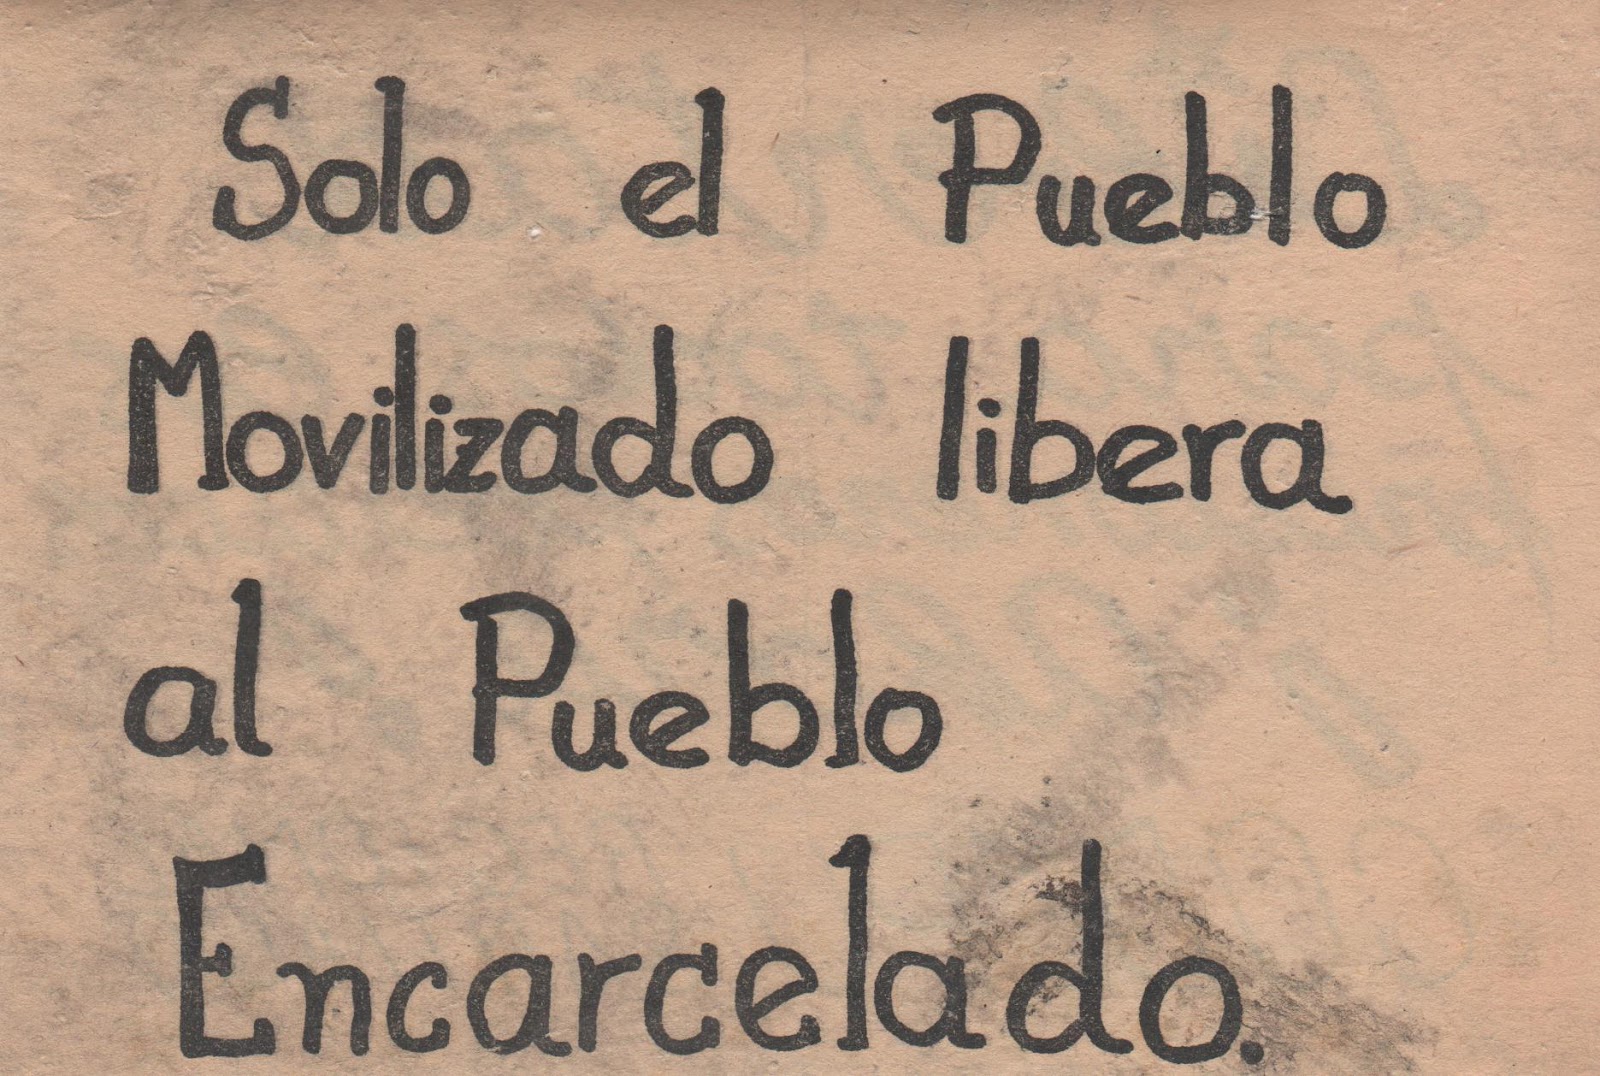 Solo el Pueblo
Movilizado libera
al Pueblo
Encarcelado.